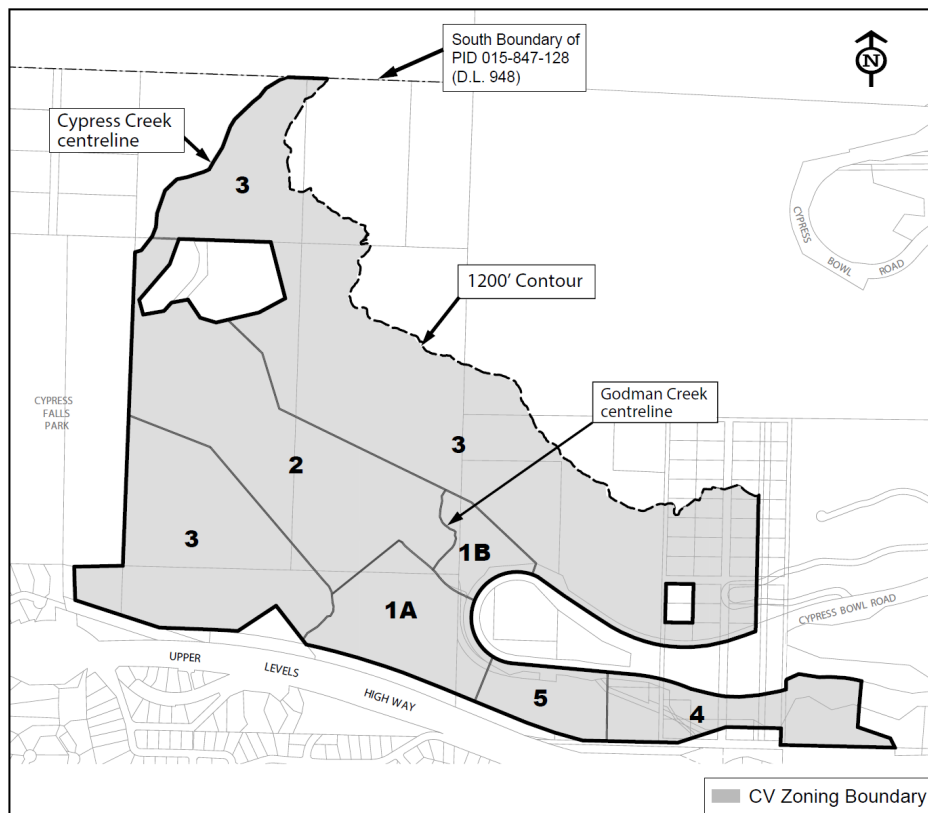 South Boundary of
PID 015-847-128
(D.L. 948)
N
Cypress Creek
centreline
3
CYPRESS
BOWL
ROAD
1200' Contour
Godman Creek
centreline
CYPRESS
FALLS
PARK
3
2
3
1B
1A
CYPRESS BOWL ROAD
UPPER
LEVELS
HIGH WAY
5
4
CV Zoning Boundary